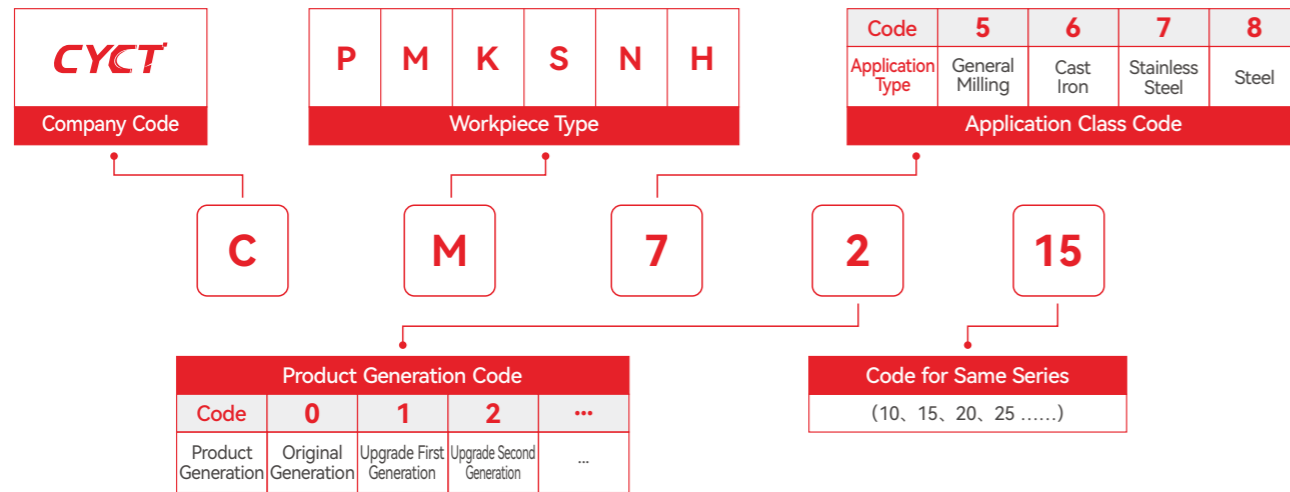 CYCT
Company Code
P M K S N H
Workpiece Type
Code 5 6 7 8
Application Type General Milling Cast Iron Stainless Steel Steel
Application Class Code
C M 7 2 15
Product Generation Code
Code 0 1 2 ...
Product Generation Original Generation Upgrade First Generation Upgrade Second Generation ...
Code for Same Series
(10、15、20、25 ......)